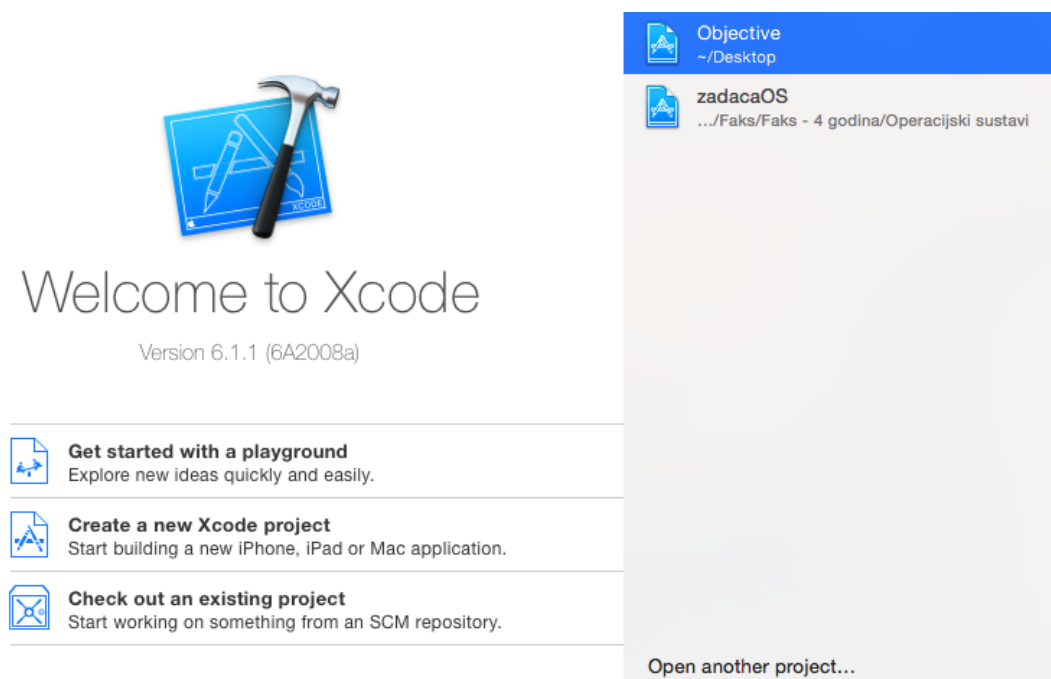 XCODE
Welcome to Xcode
Version 6.1.1 (6A2008a)
Get started with a playground
Explore new ideas quickly and easily.
Create a new Xcode project
Start building a new iPhone, iPad or Mac application.
Check out an existing project
Start working on something from an SCM repository.
Objective
~/Desktop
zadacaOS
.../Faks/Faks - 4 godina/Operacijski sustavi
Open another project...